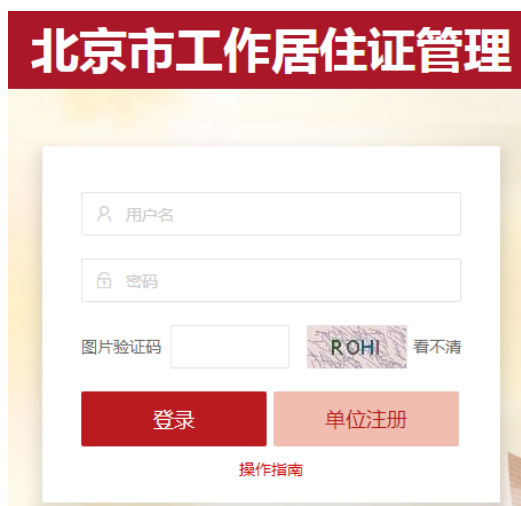 北京市工作居住证管理
用户名
密码
图片验证码 ROHI 看不清
登录 单位注册
操作指南